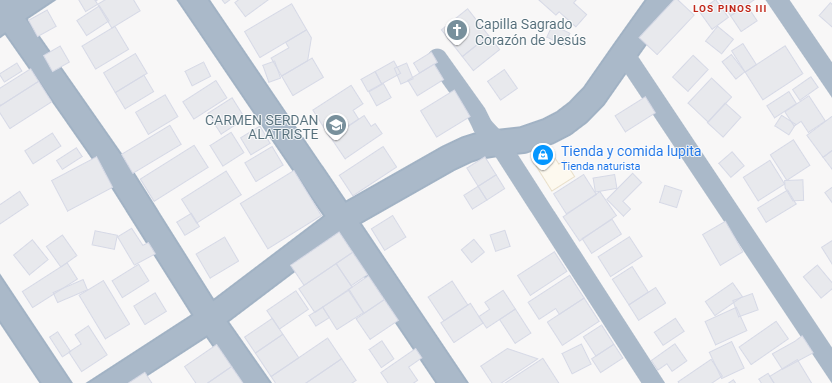 LOS PINOS III
Capilla Sagrado
Corazón de Jesús
CARMEN SERDAN
ALATRISTE
Tienda y comida lupita
Tienda naturista